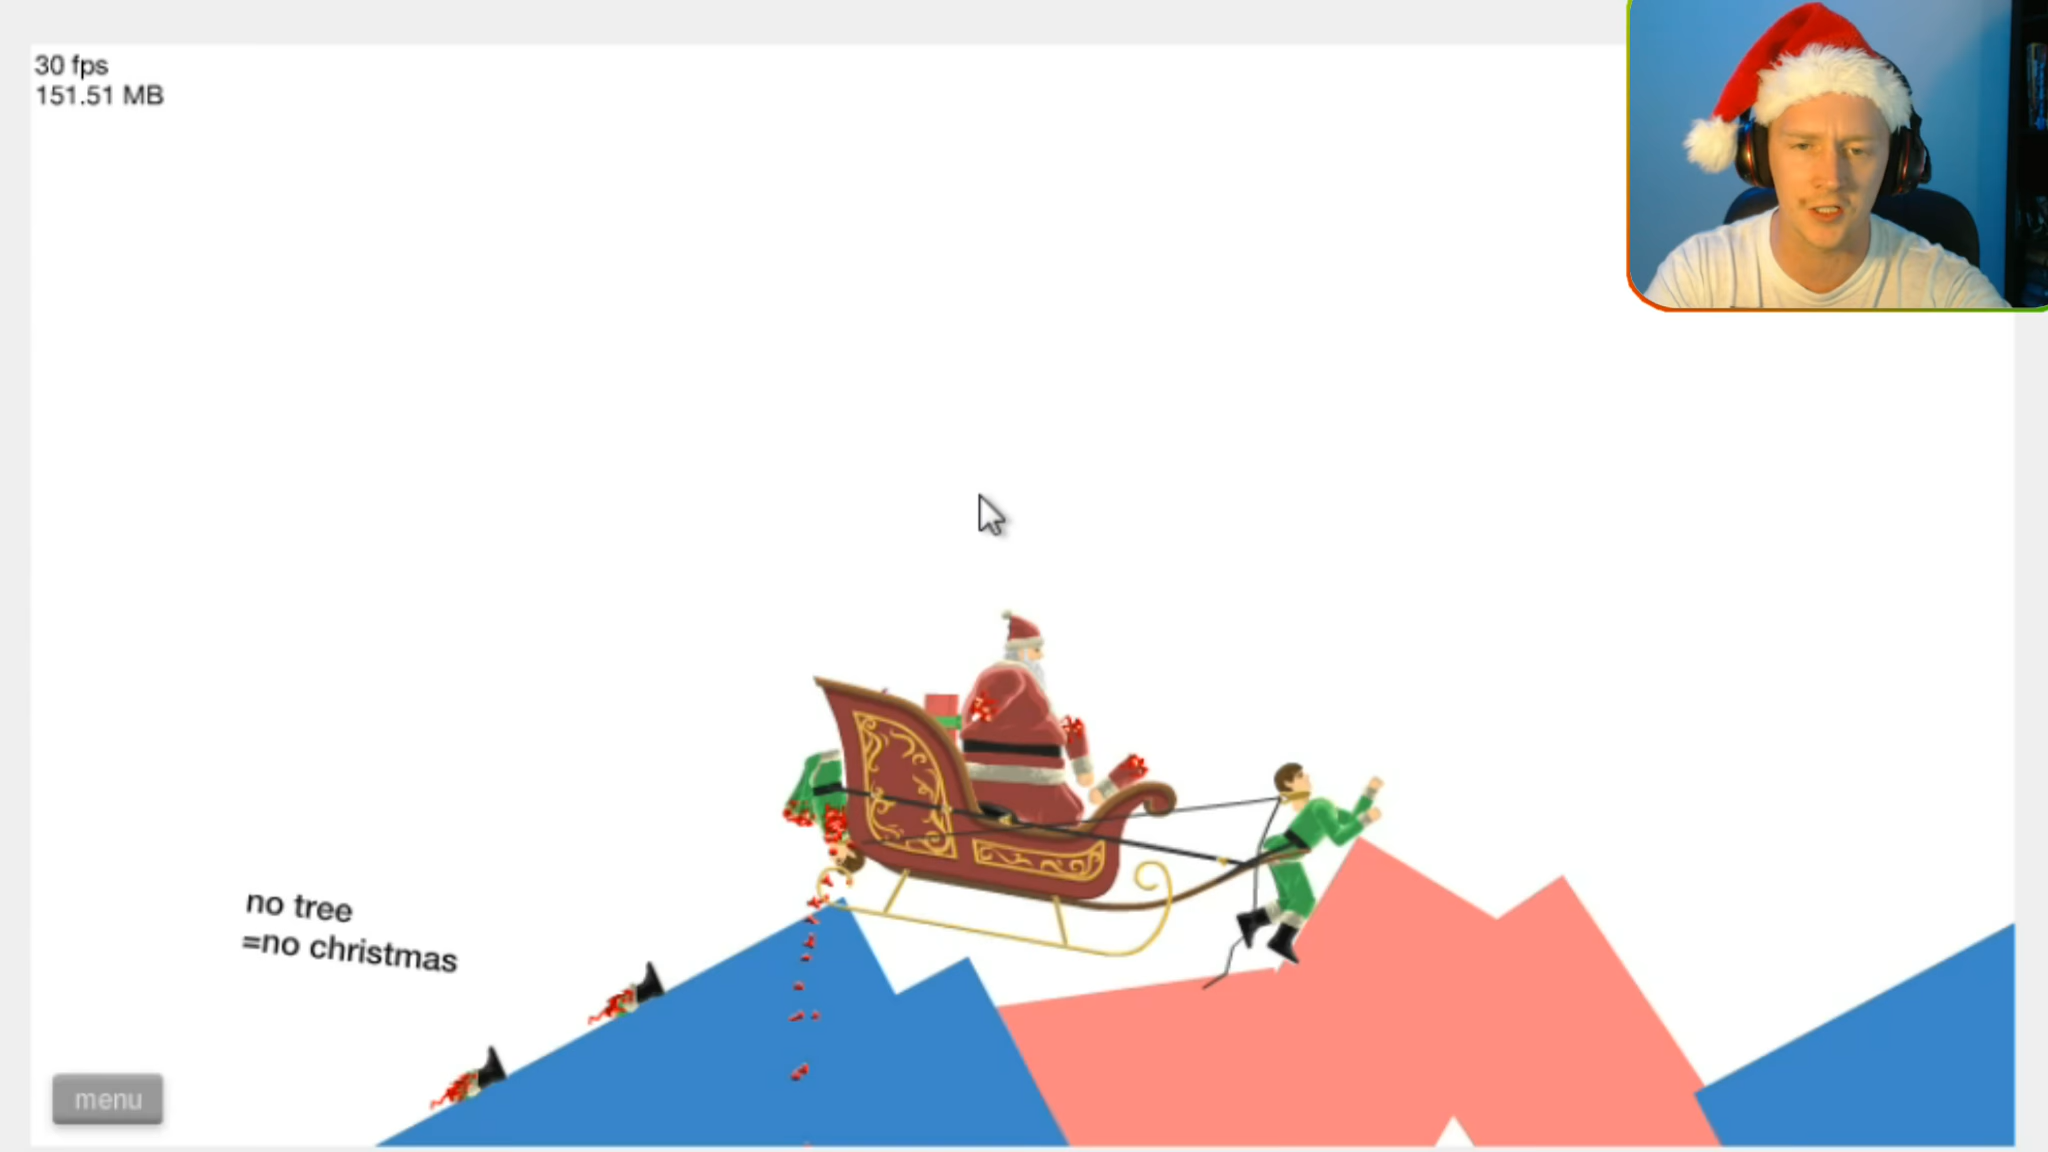 30 fps
151.51 MB
no tree
=no christmas
menu